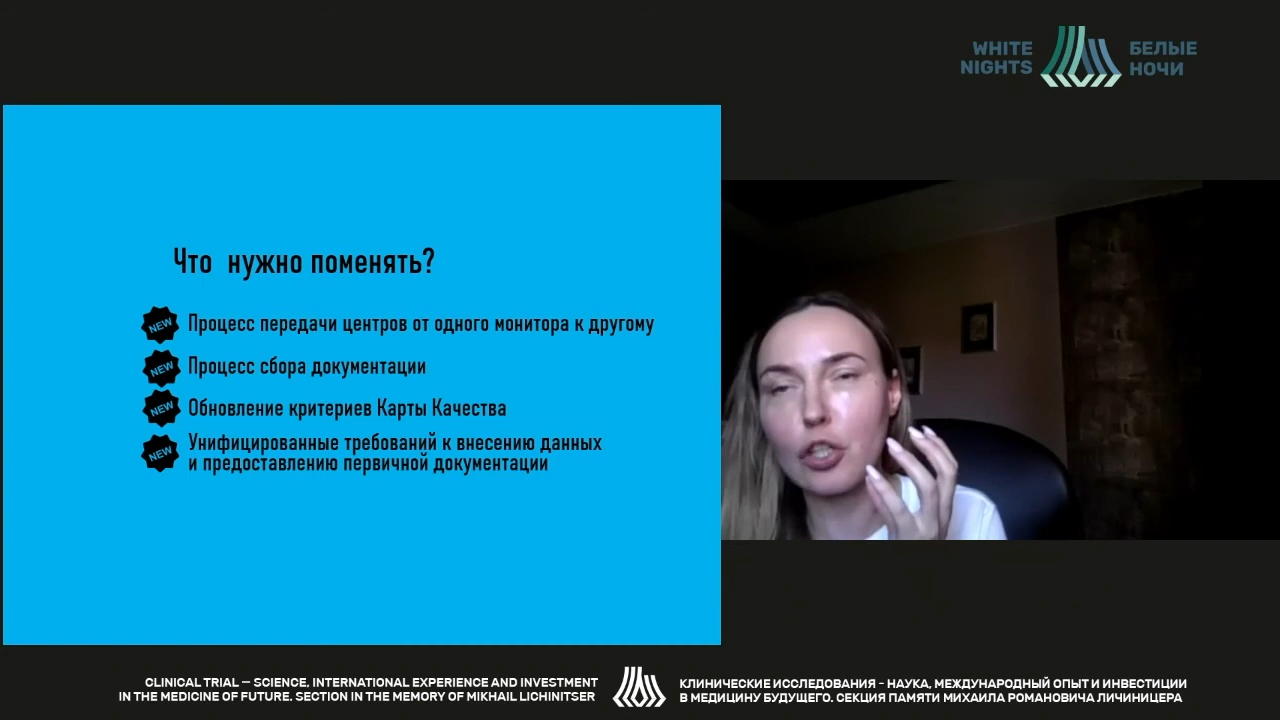 WHITE
NIGHTS
БЕЛЫЕ
НОЧИ
Что нужно поменять?
NEW Процесс передачи центров от одного монитора к другому
NEW Процесс сбора документации
NEW Обновление критериев Карты Качества
NEW Унифицированные требований к внесению данных
и предоставлению первичной документации
CLINICAL TRIAL – SCIENCE, INTERNATIONAL EXPERIENCE AND INVESTMENT
IN THE MEDICINE OF FUTURE. SECTION IN THE MEMORY OF MIKHAIL LICHINITSER
КЛИНИЧЕСКИЕ ИССЛЕДОВАНИЯ – НАУКА, МЕЖДУНАРОДНЫЙ ОПЫТ И ИНВЕСТИЦИИ
В МЕДИЦИНУ БУДУЩЕГО. СЕКЦИЯ ПАМЯТИ МИХАИЛА РОМАНОВИЧА ЛИЧИНИЦЕРА